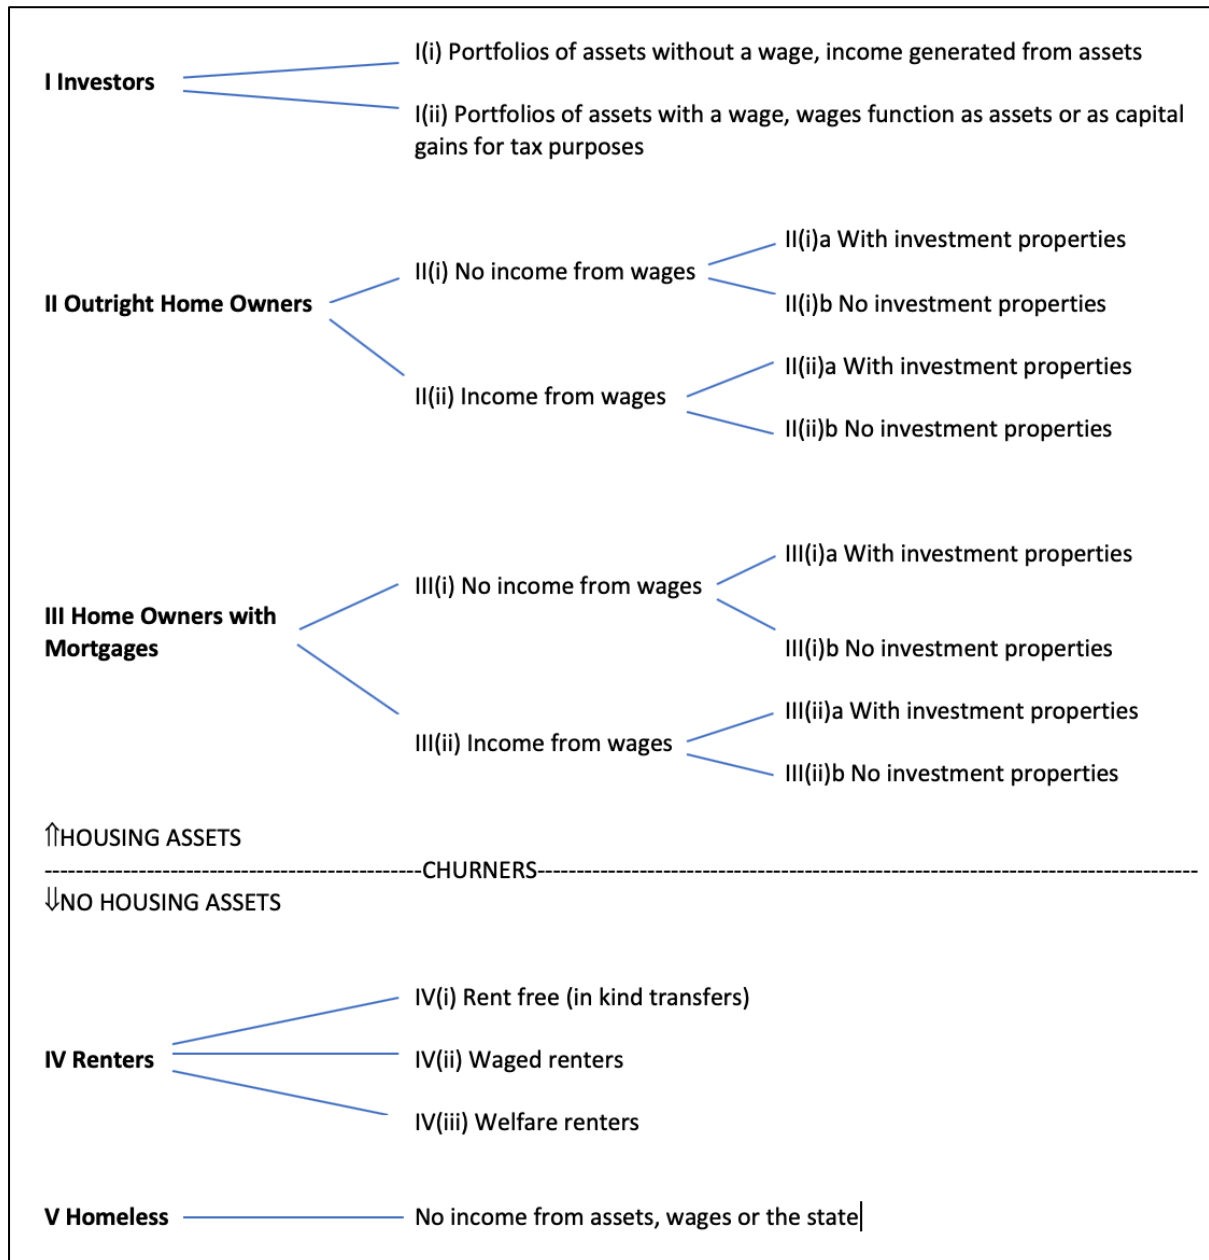 I(i) Portfolios of assets without a wage, income generated from assets
I Investors
I(ii) Portfolios of assets with a wage, wages function as assets or as capital
gains for tax purposes
II(i)a With investment properties
II(i) No income from wages
II Outright Home Owners
II(i)b No investment properties
II(ii)a With investment properties
II(ii) Income from wages
II(ii)b No investment properties
III(i)a With investment properties
III(i) No income from wages
III Home Owners with
Mortgages
III(i)b No investment properties
III(ii)a With investment properties
III(ii) Income from wages
III(ii)b No investment properties
⇑HOUSING ASSETS
------------------------------------------------CHURNERS-------------------------------------------------------------------------------------
⇓NO HOUSING ASSETS
IV(i) Rent free (in kind transfers)
IV Renters
IV(ii) Waged renters
IV(iii) Welfare renters
V Homeless
No income from assets, wages or the state